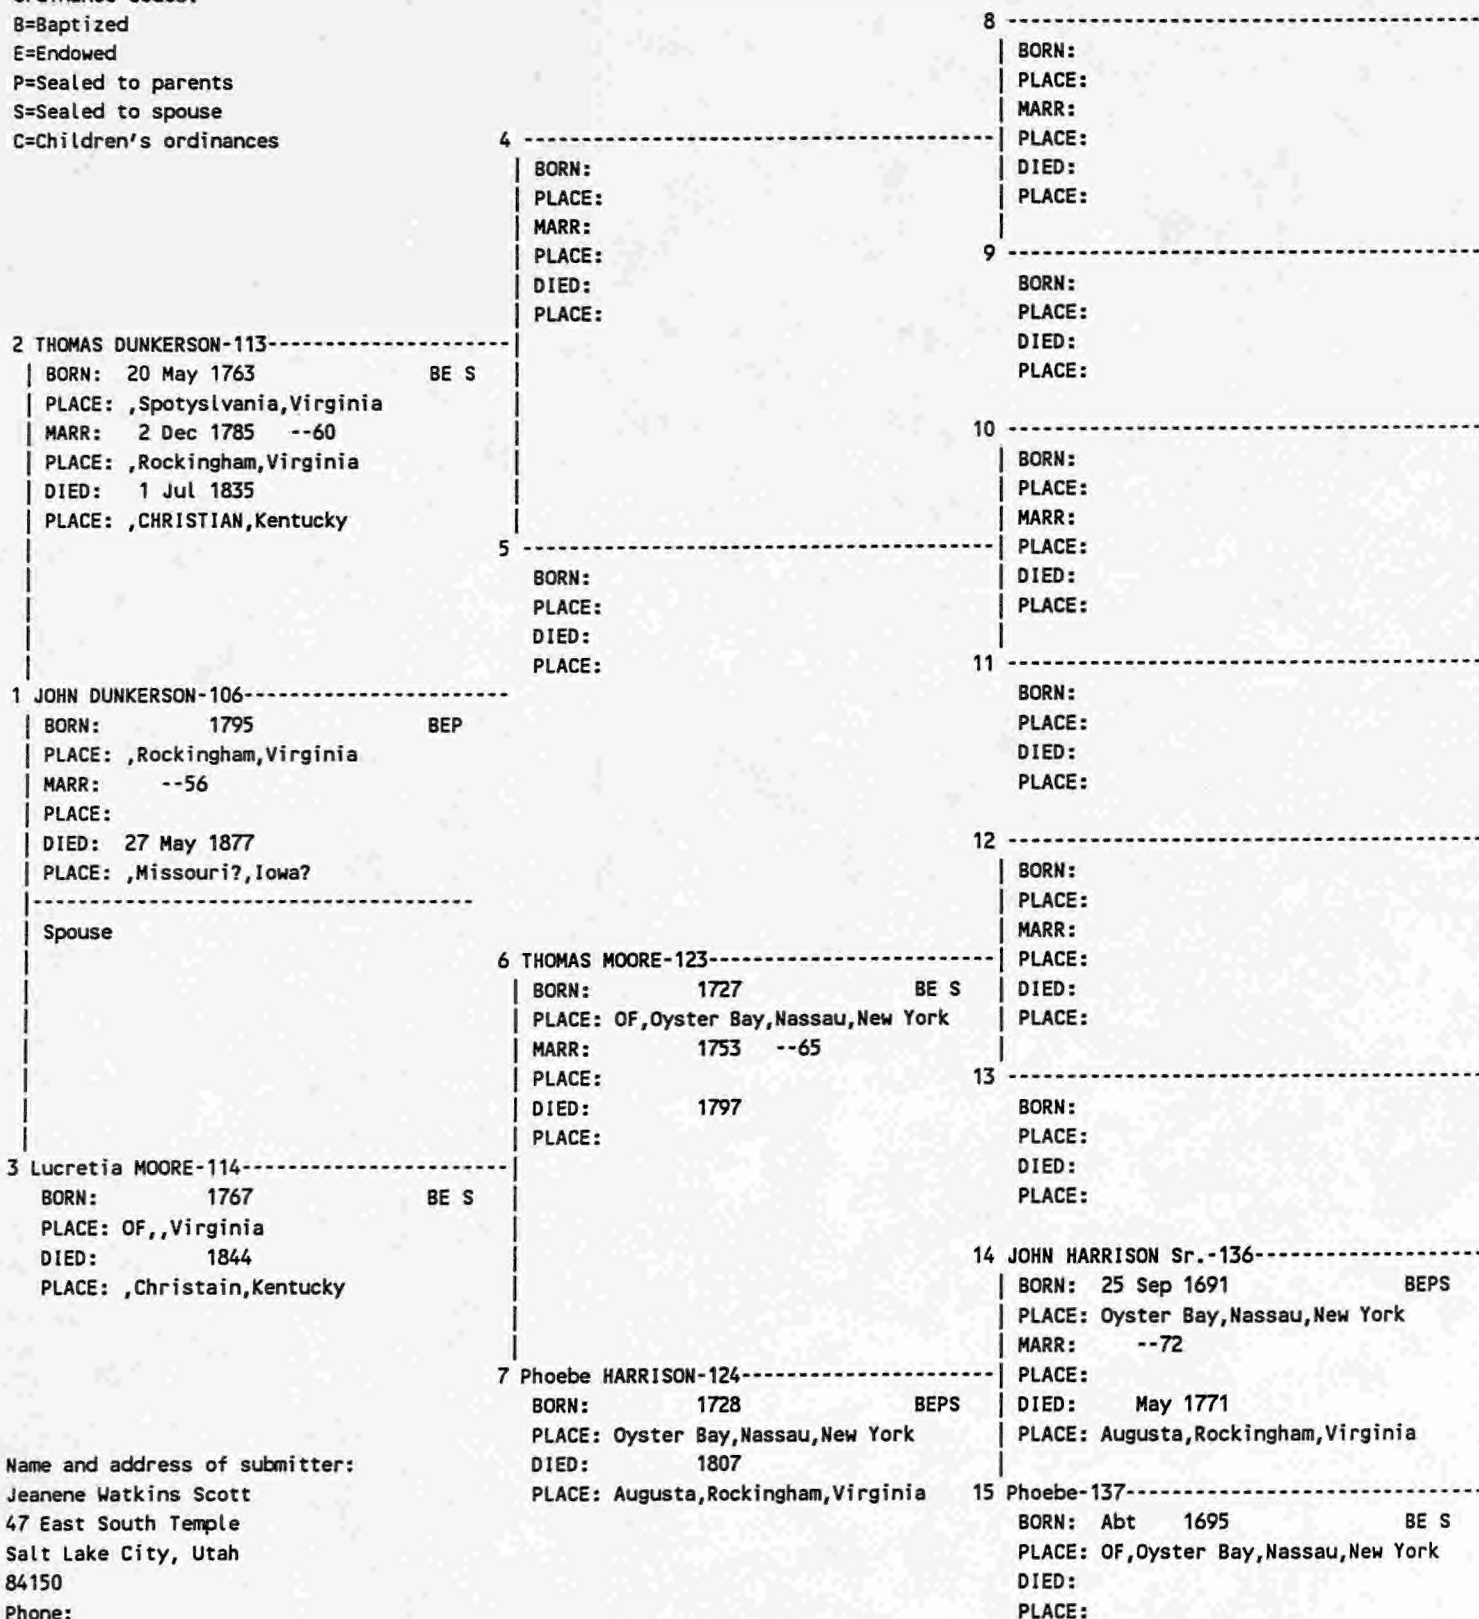 B=Baptized
E=Endowed
P=Sealed to parents
S=Sealed to spouse
C=Children's ordinances
2 THOMAS DUNKERSON-113
BORN: 20 May 1763 BE S
PLACE: ,Spotyslvania,Virginia
MARR: 2 Dec 1785 --60
PLACE: ,Rockingham,Virginia
DIED: 1 Jul 1835
PLACE: ,CHRISTIAN,Kentucky
1 JOHN DUNKERSON-106
BORN: 1795 BEP
PLACE: ,Rockingham,Virginia
MARR: --56
PLACE:
DIED: 27 May 1877
PLACE: ,Missouri?,Iowa?
Spouse
3 Lucretia MOORE-114
BORN: 1767 BE S
PLACE: OF,,Virginia
DIED: 1844
PLACE: ,Christain,Kentucky
Name and address of submitter:
Jeanene Watkins Scott
47 East South Temple
Salt Lake City, Utah
84150
Phone:
4
BORN:
PLACE:
MARR:
PLACE:
DIED:
PLACE:
5
BORN:
PLACE:
DIED:
PLACE:
6 THOMAS MOORE-123
BORN: 1727 BE S
PLACE: OF,Oyster Bay,Nassau,New York
MARR: 1753 --65
PLACE:
DIED: 1797
PLACE:
7 Phoebe HARRISON-124
BORN: 1728 BEPS
PLACE: Oyster Bay,Nassau,New York
DIED: 1807
PLACE: Augusta,Rockingham,Virginia
8
BORN:
PLACE:
MARR:
PLACE:
DIED:
PLACE:
9
BORN:
PLACE:
DIED:
PLACE:
10
BORN:
PLACE:
MARR:
PLACE:
DIED:
PLACE:
11
BORN:
PLACE:
DIED:
PLACE:
12
BORN:
PLACE:
MARR:
PLACE:
DIED:
PLACE:
13
BORN:
PLACE:
DIED:
PLACE:
14 JOHN HARRISON Sr.-136
BORN: 25 Sep 1691 BEPS
PLACE: Oyster Bay,Nassau,New York
MARR: --72
PLACE:
DIED: May 1771
PLACE: Augusta,Rockingham,Virginia
15 Phoebe-137
BORN: Abt 1695 BE S
PLACE: OF,Oyster Bay,Nassau,New York
DIED:
PLACE: